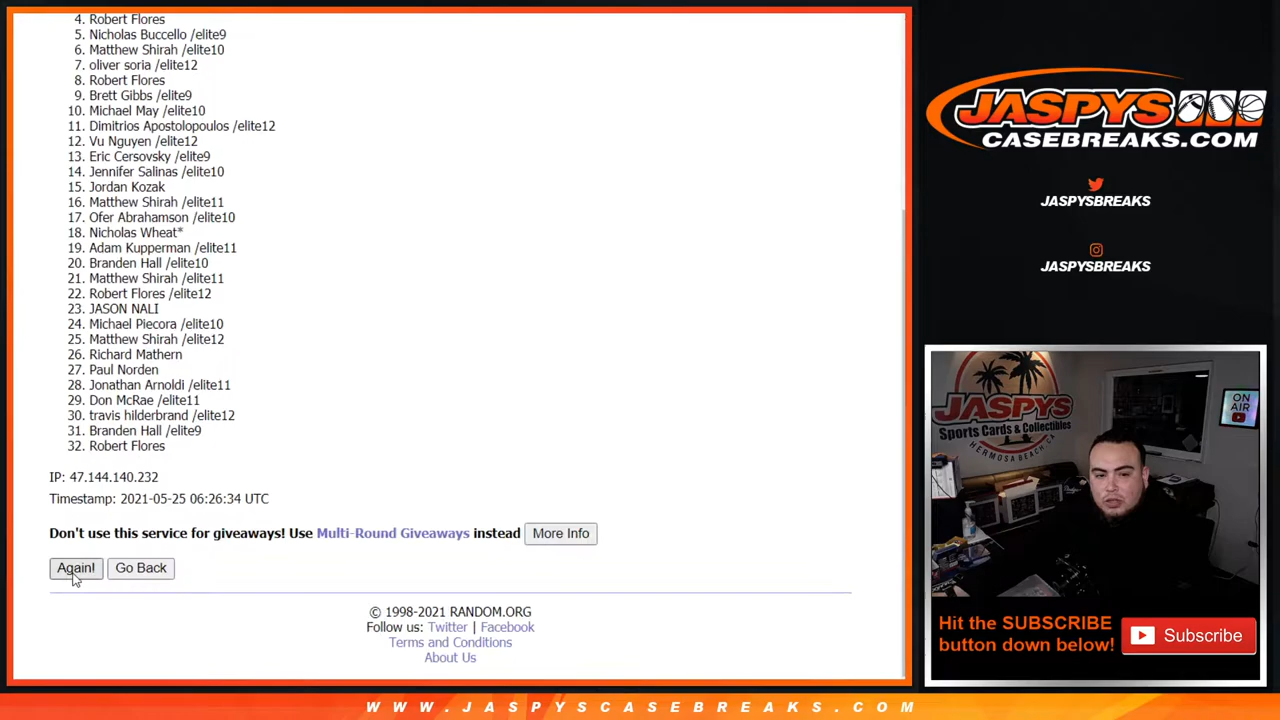 4. Robert Flores
5. Nicholas Buccello /elite9
6. Matthew Shirah /elite10
7. oliver soria /elite12
8. Robert Flores
9. Brett Gibbs /elite9
10. Michael May /elite10
11. Dimitrios Apostolopoulos /elite12
12. Vu Nguyen /elite12
13. Eric Cersovsky /elite9
14. Jennifer Salinas /elite10
15. Jordan Kozak
16. Matthew Shirah /elite11
17. Ofer Abrahamson /elite10
18. Nicholas Wheat*
19. Adam Kupperman /elite11
20. Branden Hall /elite10
21. Matthew Shirah /elite11
22. Robert Flores /elite12
23. JASON NALI
24. Michael Piecora /elite10
25. Matthew Shirah /elite12
26. Richard Mathern
27. Paul Norden
28. Jonathan Arnoldi /elite11
29. Don McRae /elite11
30. travis hilderbrand /elite12
31. Branden Hall /elite9
32. Robert Flores
IP: 47.144.140.232
Timestamp: 2021-05-25 06:26:34 UTC
Don't use this service for giveaways! Use Multi-Round Giveaways instead More Info
Again! Go Back
© 1998-2021 RANDOM.ORG
Follow us: Twitter | Facebook
Terms and Conditions
About Us
JASPYS
CASEBREAKS.COM
JASPYSBREAKS
JASPYSBREAKS
JASPYS
Sports Cards & Collectibles
HERMOSA BEACH, CA
ON
AIR
Hit the SUBSCRIBE
button down below!
Subscribe
WWW.JASPYSCASEBREAKS.COM